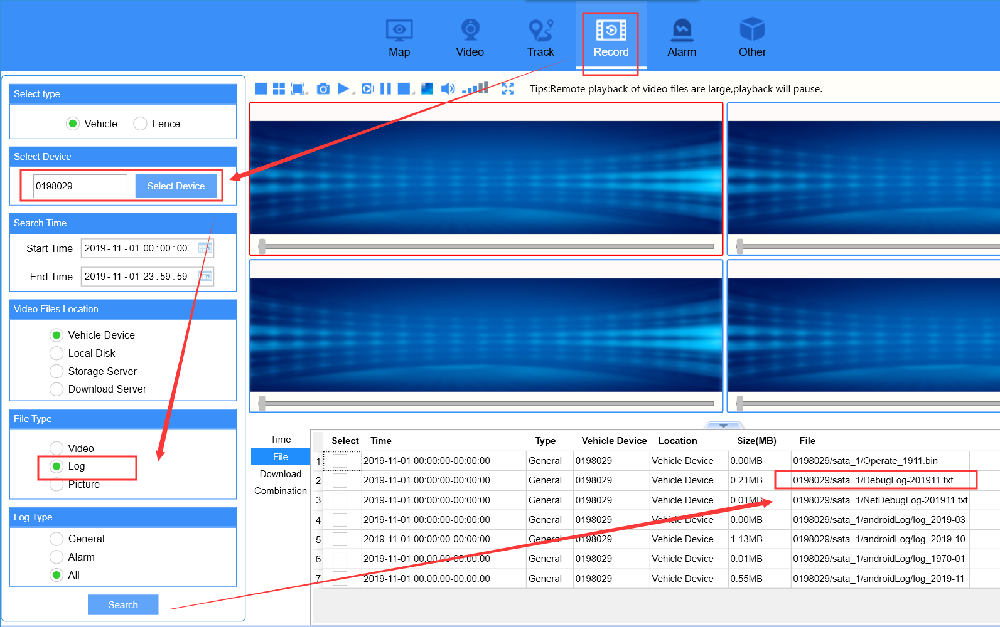 Map Video Track Record Alarm Other
Tips:Remote playback of video files are large,playback will pause.
Select type
Vehicle Fence
Select Device
0198029 Select Device
Search Time
Start Time 2019-11-01 00:00:00
End Time 2019-11-01 23:59:59
Video Files Location
Vehicle Device
Local Disk
Storage Server
Download Server
File Type
Video
Log
Picture
Log Type
General
Alarm
All
Search
Time
File
Download
Combination
Select Time Type Vehicle Device Location Size(MB) File
1 2019-11-01 00:00:00-00:00:00 General 0198029 Vehicle Device 0.00MB 0198029/sata_1/Operate_1911.bin
2 2019-11-01 00:00:00-00:00:00 General 0198029 Vehicle Device 0.21MB 0198029/sata_1/DebugLog-201911.txt
3 2019-11-01 00:00:00-00:00:00 General 0198029 Vehicle Device 0.01MB 0198029/sata_1/NetDebugLog-201911.txt
4 2019-11-01 00:00:00-00:00:00 General 0198029 Vehicle Device 0.00MB 0198029/sata_1/androidLog/log_2019-03
5 2019-11-01 00:00:00-00:00:00 General 0198029 Vehicle Device 1.13MB 0198029/sata_1/androidLog/log_2019-10
6 2019-11-01 00:00:00-00:00:00 General 0198029 Vehicle Device 0.01MB 0198029/sata_1/androidLog/log_1970-01
7 2019-11-01 00:00:00-00:00:00 General 0198029 Vehicle Device 0.55MB 0198029/sata_1/androidLog/log_2019-11